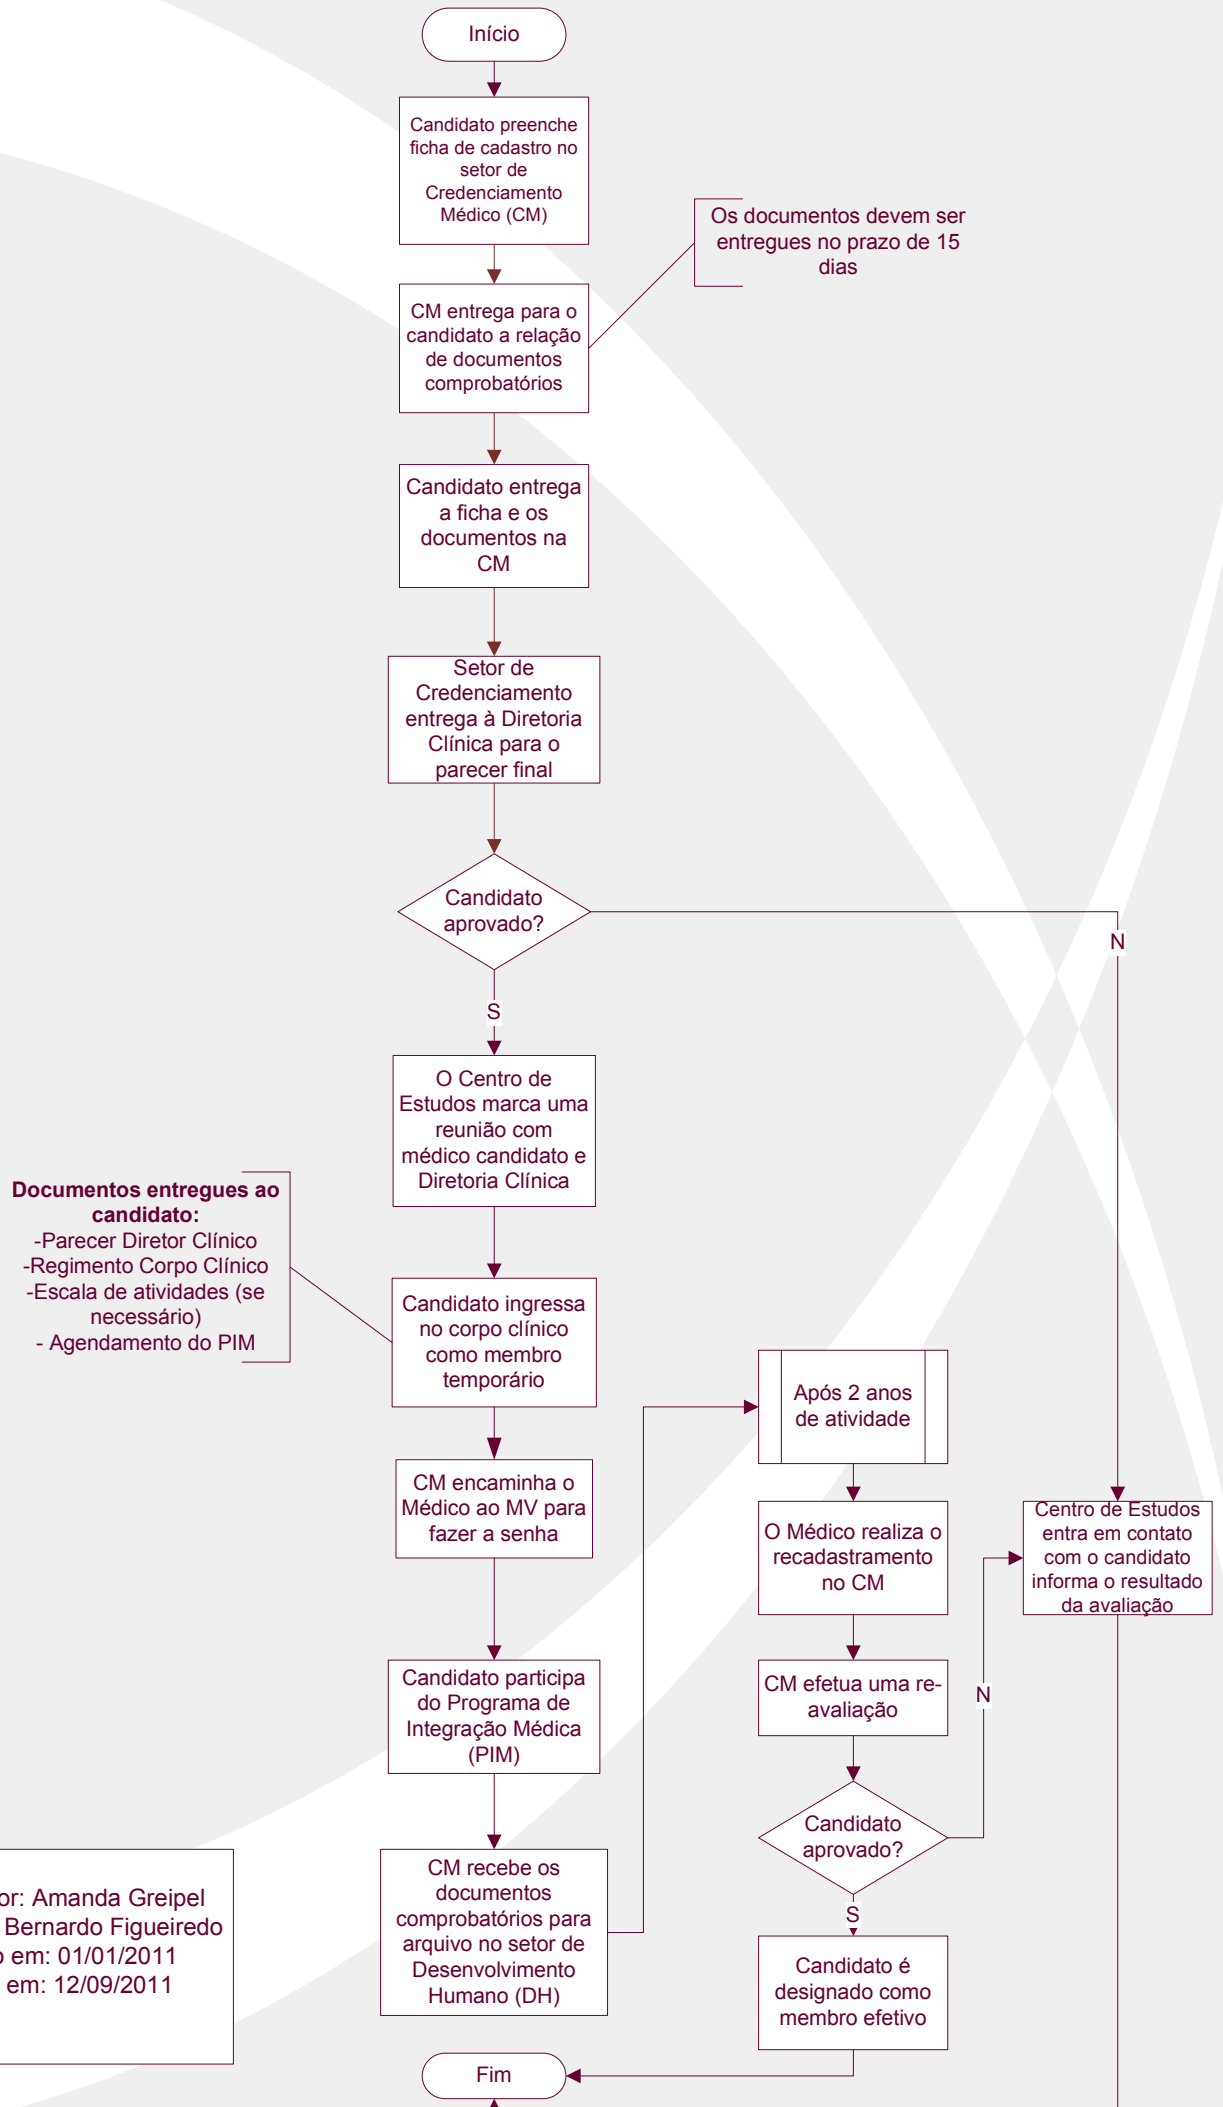 Início
Candidato preenche
ficha de cadastro no
setor de
Credenciamento
Médico (CM)
Os documentos devem ser
entregues no prazo de 15
dias
CM entrega para o
candidato a relação
de documentos
comprobatórios
Candidato entrega
a ficha e os
documentos na
CM
Setor de
Credenciamento
entrega à Diretoria
Clínica para o
parecer final
Candidato
aprovado?
N
S
O Centro de
Estudos marca uma
reunião com
médico candidato e
Diretoria Clínica
Documentos entregues ao
candidato:
-Parecer Diretor Clínico
-Regimento Corpo Clínico
-Escala de atividades (se
necessário)
- Agendamento do PIM
Candidato ingressa
no corpo clínico
como membro
temporário
CM encaminha o
Médico ao MV para
fazer a senha
Candidato participa
do Programa de
Integração Médica
(PIM)
CM recebe os
documentos
comprobatórios para
arquivo no setor de
Desenvolvimento
Humano (DH)
Após 2 anos
de atividade
O Médico realiza o
recadastramento
no CM
CM efetua uma re-
avaliação
Candidato
aprovado?
N
S
Centro de Estudos
entra em contato
com o candidato
informa o resultado
da avaliação
Candidato é
designado como
membro efetivo
or: Amanda Greipel
Bernardo Figueiredo
o em: 01/01/2011
em: 12/09/2011
Fim